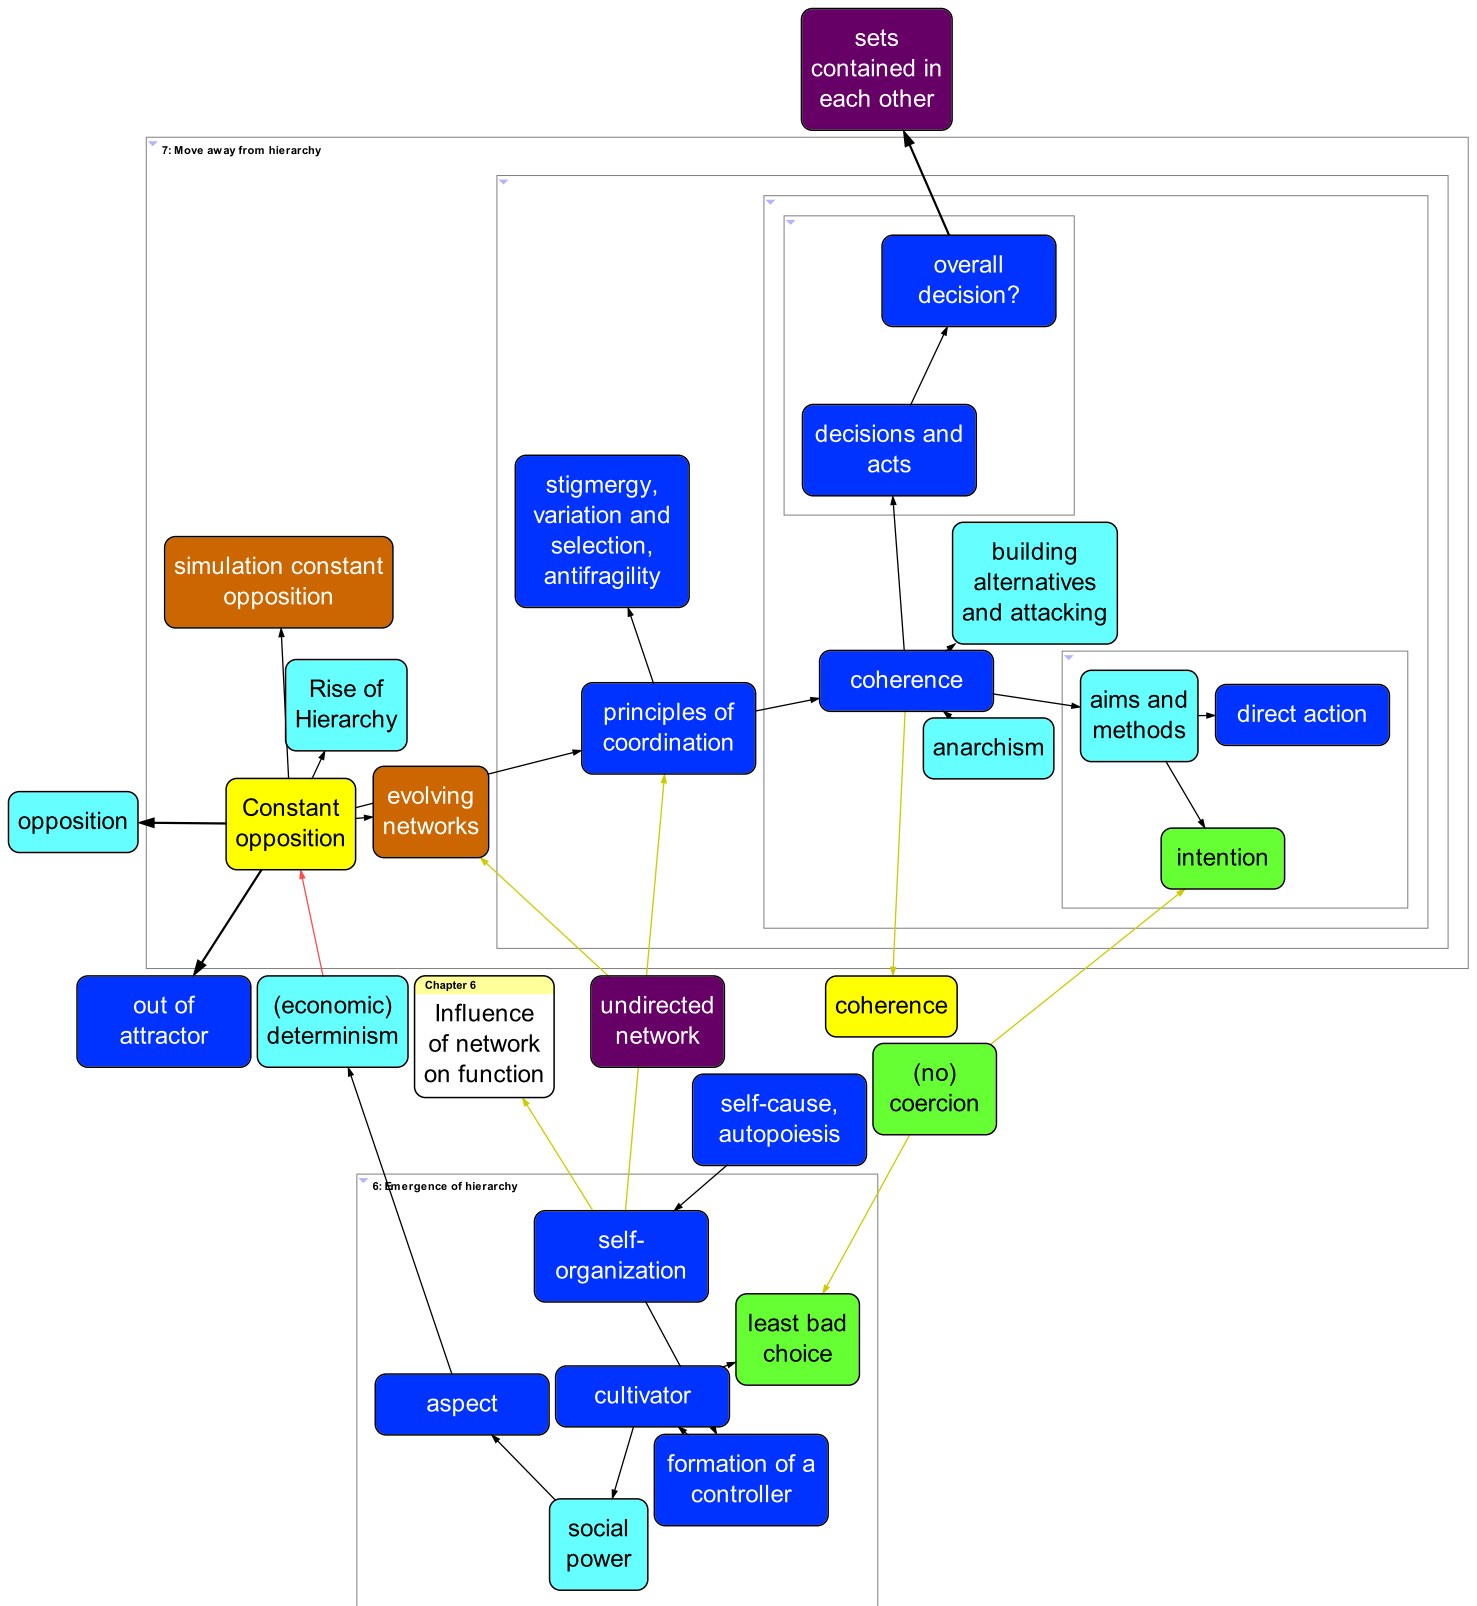 sets
contained in
each other
7: Move away from hierarchy
overall
decision?
decisions and
acts
stigmergy,
variation and
selection,
antifragility
building
alternatives
and attacking
simulation constant
opposition
Rise of
Hierarchy
coherence
aims and
methods
direct action
principles of
coordination
anarchism
opposition
Constant
opposition
evolving
networks
intention
out of
attractor
(economic)
determinism
Chapter 6
Influence
of network
on function
undirected
network
coherence
(no)
coercion
self-cause,
autopoiesis
6: Emergence of hierarchy
self-
organization
least bad
choice
aspect
cultivator
formation of a
controller
social
power